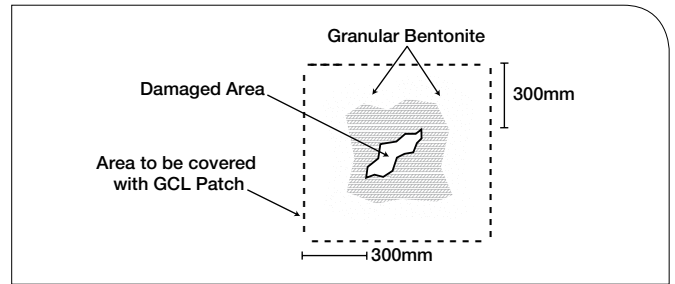 Granular Bentonite
Damaged Area
300mm
Area to be covered
with GCL Patch
300mm